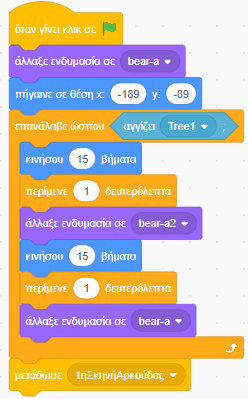 όταν γίνει κλικ σε
άλλαξε ενδυμασία σε bear-a
πήγαινε σε θέση x: -189 y: -89
επανάλαβε ώσπου αγγίζει Tree1 ;
κινήσου 15 βήματα
περίμενε 1 δευτερόλεπτα
άλλαξε ενδυμασία σε bear-a2
κινήσου 15 βήματα
περίμενε 1 δευτερόλεπτα
άλλαξε ενδυμασία σε bear-a
μετάδωσε 1ηΣκηνήΑρκούδας